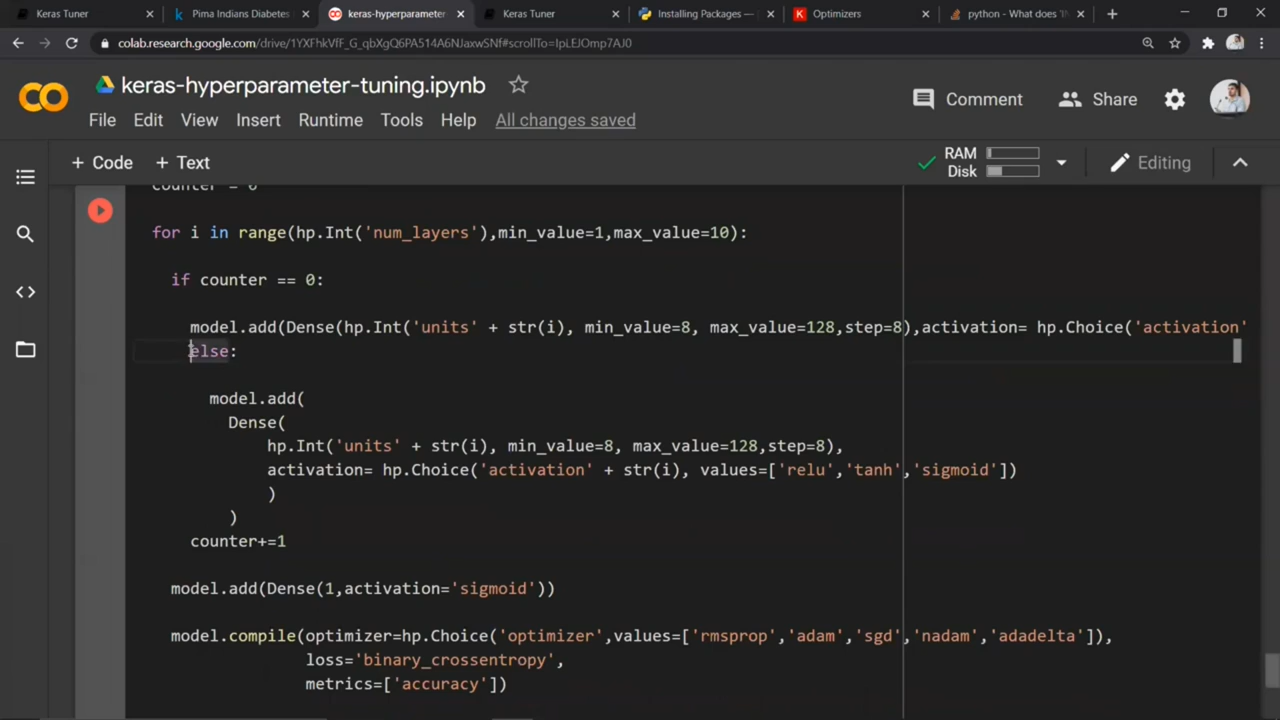 Keras Tuner
Pima Indians Diabetes
keras-hyperparameter
Keras Tuner
Installing Packages —
Optimizers
python - What does 'I
colab.research.google.com/drive/1YXFhkVfF_G_qbXgQ6PA514A6NJaxwSNf#scrollTo=IpLEJOmp7AJ0
keras-hyperparameter-tuning.ipynb
Comment
Share
File Edit View Insert Runtime Tools Help All changes saved
+ Code + Text
RAM
Disk
Editing
counter = 0
for i in range(hp.Int('num_layers'),min_value=1,max_value=10):
if counter == 0:
model.add(Dense(hp.Int('units' + str(i), min_value=8, max_value=128,step=8),activation= hp.Choice('activation'
else:
model.add(
Dense(
hp.Int('units' + str(i), min_value=8, max_value=128,step=8),
activation= hp.Choice('activation' + str(i), values=['relu','tanh','sigmoid'])
)
)
counter+=1
model.add(Dense(1,activation='sigmoid'))
model.compile(optimizer=hp.Choice('optimizer',values=['rmsprop','adam','sgd','nadam','adadelta']),
loss='binary_crossentropy',
metrics=['accuracy'])